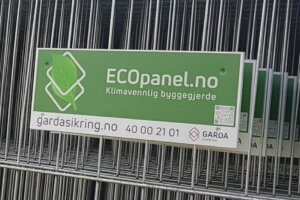 ECOpanel.no
Klimavennlig byggegjerde
gardasikring.no 40 00 21 01 GARDA